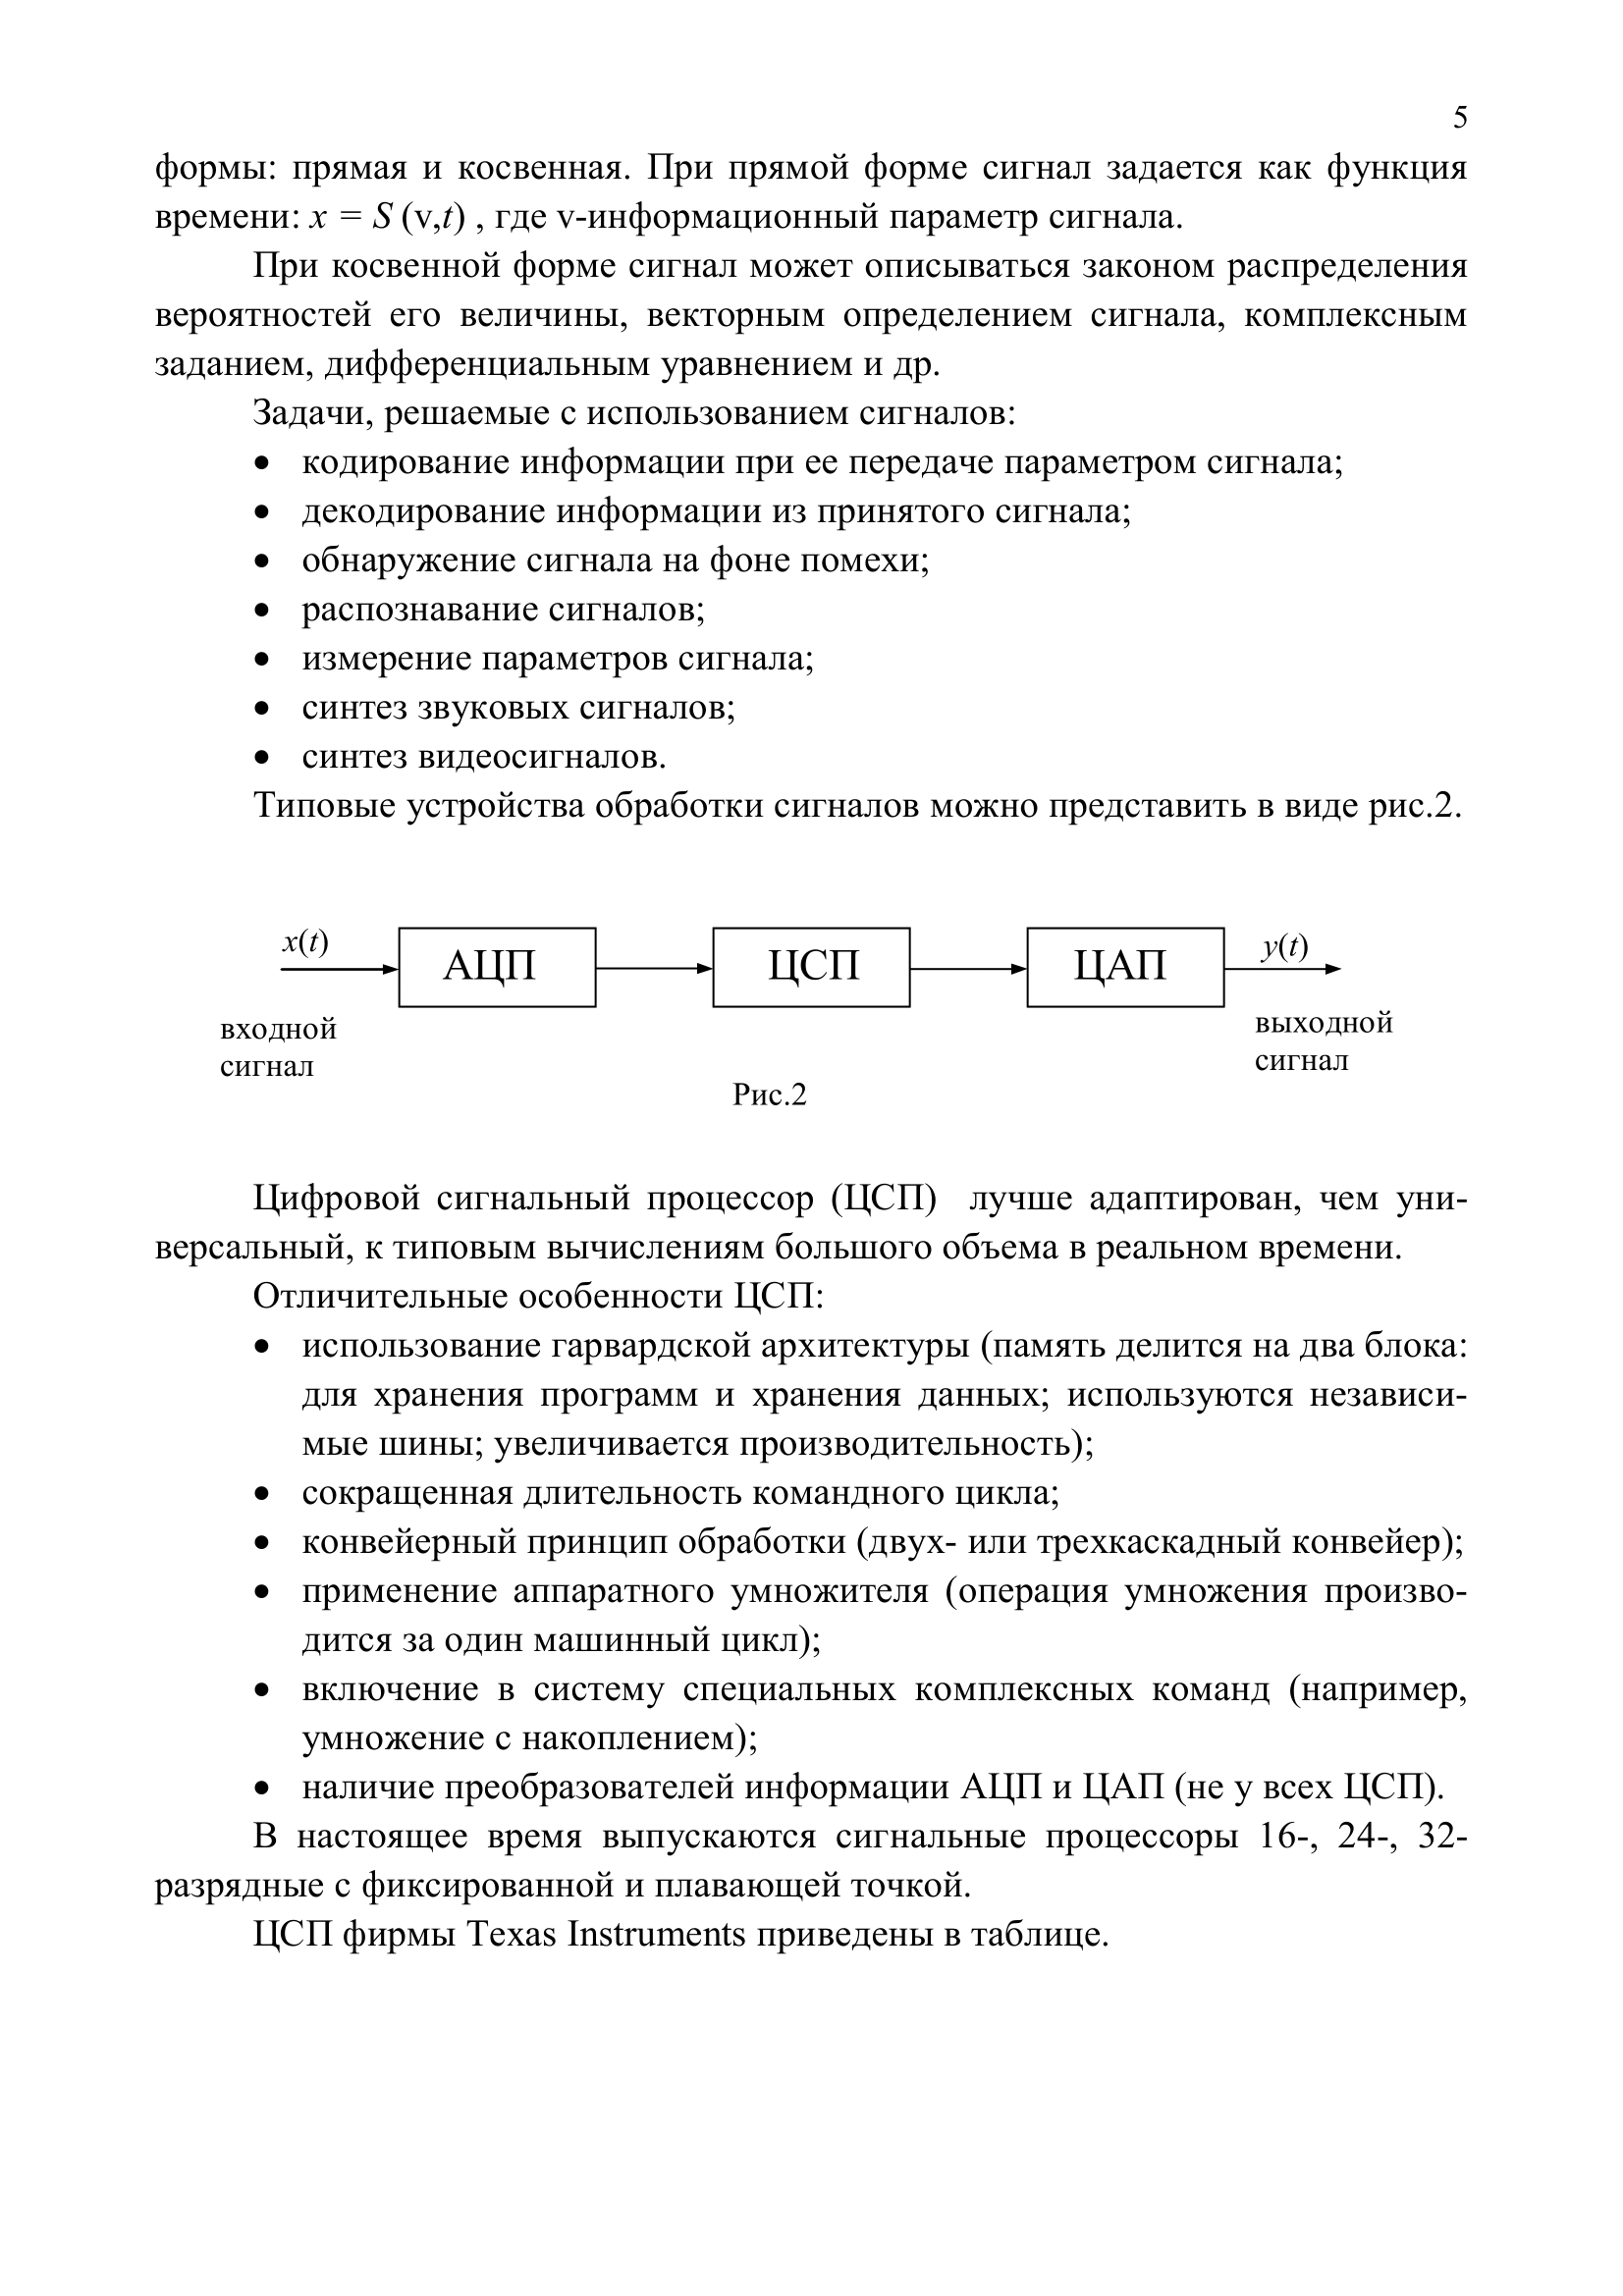 5
формы: прямая и косвенная. При прямой форме сигнал задается как функция
времени: x = S (v,t) , где v-информационный параметр сигнала.
При косвенной форме сигнал может описываться законом распределения
вероятностей его величины, векторным определением сигнала, комплексным
заданием, дифференциальным уравнением и др.
Задачи, решаемые с использованием сигналов:
• кодирование информации при ее передаче параметром сигнала;
• декодирование информации из принятого сигнала;
• обнаружение сигнала на фоне помехи;
• распознавание сигналов;
• измерение параметров сигнала;
• синтез звуковых сигналов;
• синтез видеосигналов.
Типовые устройства обработки сигналов можно представить в виде рис.2.
x(t) АЦП ЦСП ЦАП y(t)
входной
сигнал
выходной
сигнал
Рис.2
Цифровой сигнальный процессор (ЦСП) лучше адаптирован, чем уни-
версальный, к типовым вычислениям большого объема в реальном времени.
Отличительные особенности ЦСП:
• использование гарвардской архитектуры (память делится на два блока:
для хранения программ и хранения данных; используются независи-
мые шины; увеличивается производительность);
• сокращенная длительность командного цикла;
• конвейерный принцип обработки (двух- или трехкаскадный конвейер);
• применение аппаратного умножителя (операция умножения произво-
дится за один машинный цикл);
• включение в систему специальных комплексных команд (например,
умножение с накоплением);
• наличие преобразователей информации АЦП и ЦАП (не у всех ЦСП).
В настоящее время выпускаются сигнальные процессоры 16-, 24-, 32-
разрядные с фиксированной и плавающей точкой.
ЦСП фирмы Texas Instruments приведены в таблице.